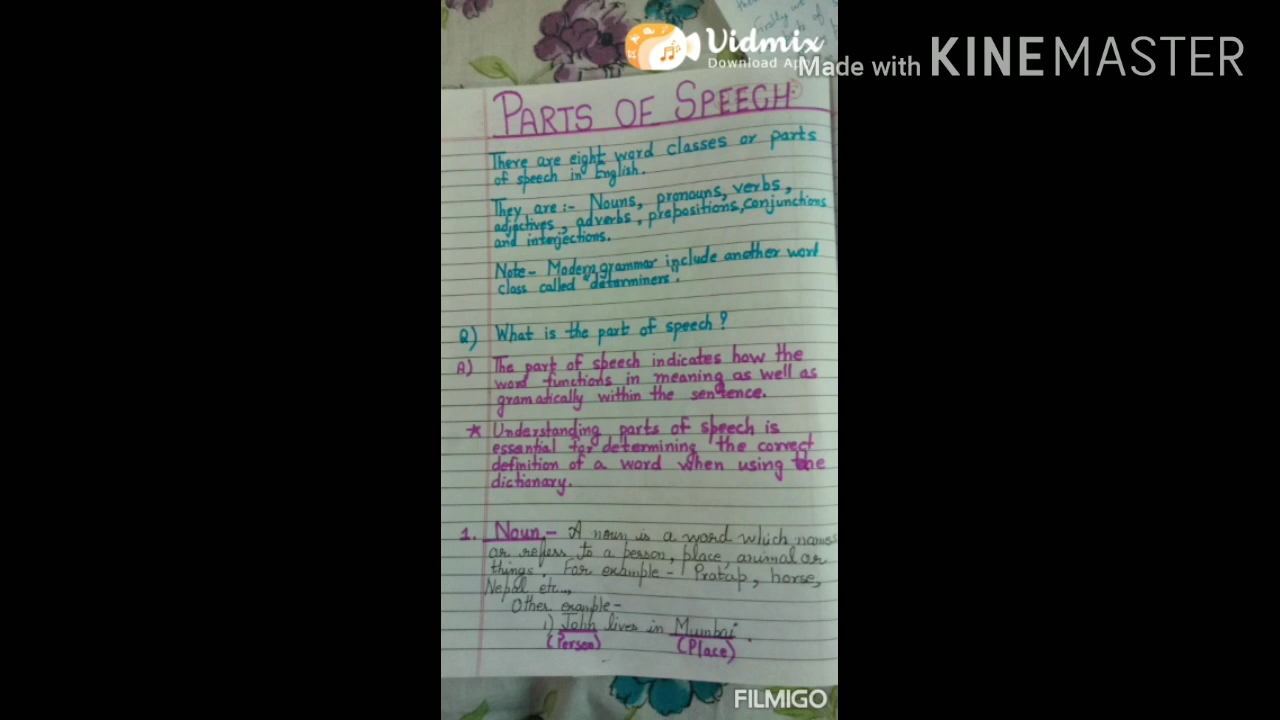 Vidmix
Download App
Made with KINEMASTER
PARTS OF SPEECH
There are eight word classes or parts
of speech in English.
They are :- Nouns, pronouns, verbs,
adjectives, adverbs, prepositions, conjunctions
and interjections.
Note- Modern grammar include another word
class called "determiners".
Q) What is the part of speech?
A) The part of speech indicates how the
word functions in meaning as well as
gramatically within the sentence.
* Understanding parts of speech is
essential for determining the correct
definition of a word when using the
dictionary.
1. Noun - A noun is a word which names
or refers to a person, place, animal or
things. For example - Pratap, horse,
Nepal etc..
Other example -
i) John lives in Mumbai.
(Person) (Place)
FILMIGO